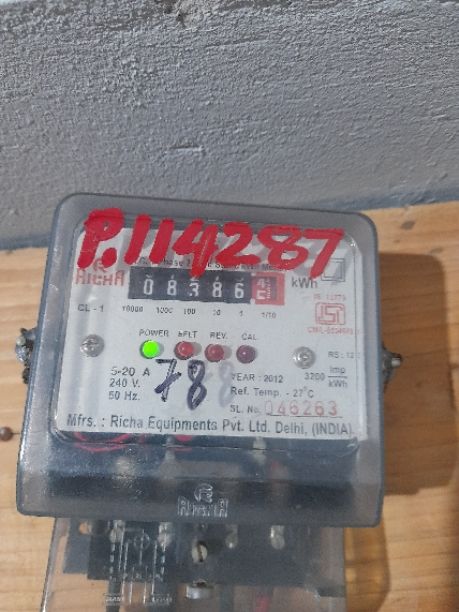 P.114287
RICHA
kWh
08386
CL - 1
10000 1000 100 10 1 1/10
POWER REV. CAL
5-20 A
240 V.
50 Hz.
788
YEAR : 2012
3200 imp/kWh
Ref. Temp. - 27°C
SL. No. 046263
Mfrs. : Richa Equipments Pvt. Ltd. Delhi, (INDIA)